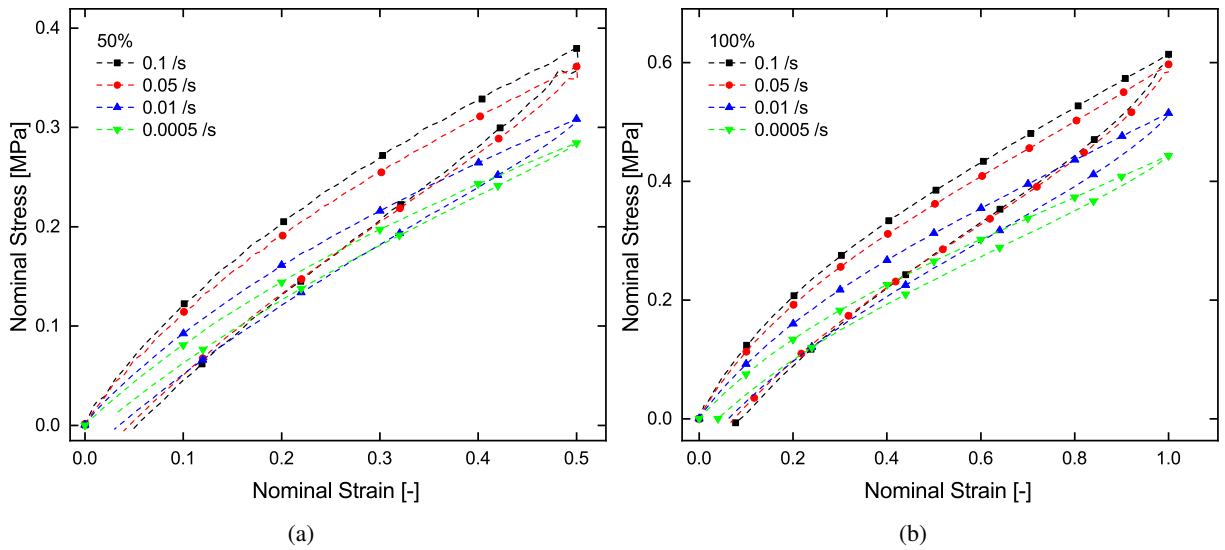 50%
0.1 /s
0.05 /s
0.01 /s
0.0005 /s
0.4
0.3
0.2
0.1
0.0
Nominal Stress [MPa]
0.0 0.1 0.2 0.3 0.4 0.5
Nominal Strain [-]
(a)
100%
0.1 /s
0.05 /s
0.01 /s
0.0005 /s
0.6
0.4
0.2
0.0
Nominal Stress [MPa]
0.0 0.2 0.4 0.6 0.8 1.0
Nominal Strain [-]
(b)